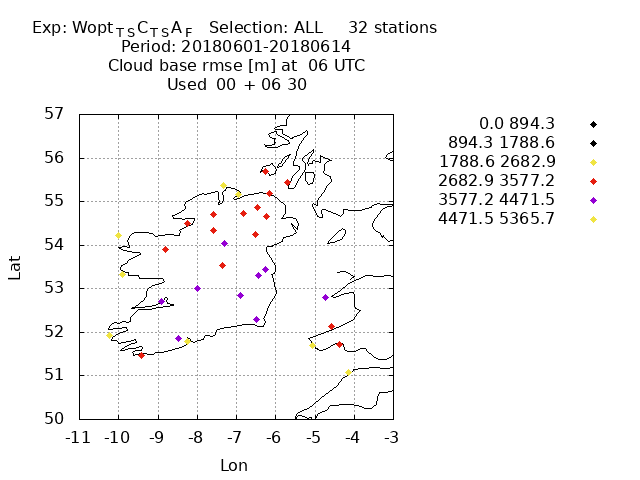 Exp: WoptTSCTSAF Selection: ALL 32 stations
Period: 20180601-20180614
Cloud base rmse [m] at 06 UTC
Used 00 + 06 30
57
56
55
54
53
52
51
50
Lat
-11 -10 -9 -8 -7 -6 -5 -4 -3
Lon
0.0 894.3
894.3 1788.6
1788.6 2682.9
2682.9 3577.2
3577.2 4471.5
4471.5 5365.7